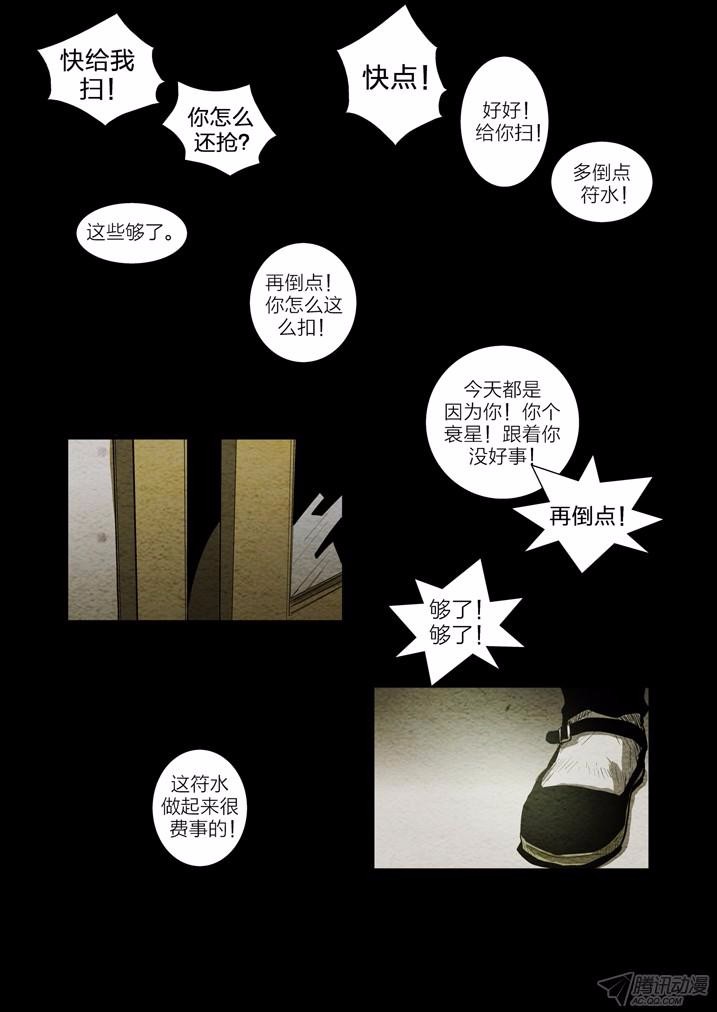 快给我
扫！
你怎么
还抢？
快点！
好好！
给你扫！
多倒点
符水！
这些够了。
再倒点！
你怎么这
么扣！
今天都是
因为你！你个
衰星！跟着你
没好事！
再倒点！
够了！
够了！
这符水
做起来很
费事的！
腾讯动漫